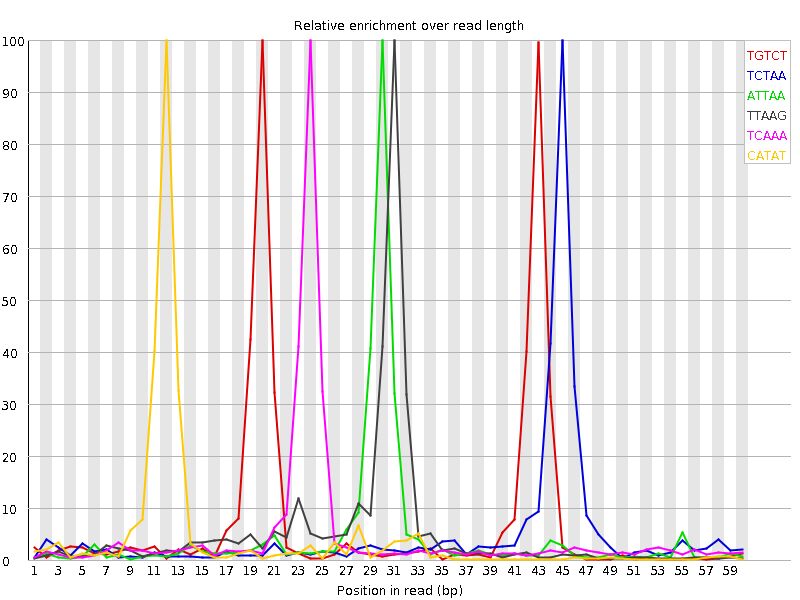 Relative enrichment over read length
100
90
80
70
60
50
40
30
20
10
0
TGTCT
TCTAA
ATTAA
TTAAG
TCAAA
CATAT
1 3 5 7 9 11 13 15 17 19 21 23 25 27 29 31 33 35 37 39 41 43 45 47 49 51 53 55 57 59
Position in read (bp)